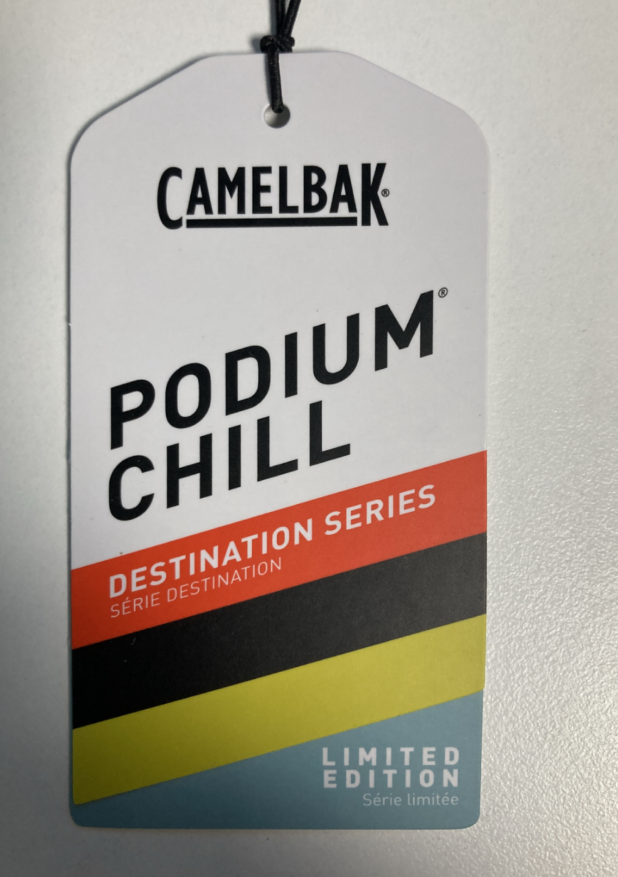 CAMELBAK®
PODIUM®
CHILL
DESTINATION SERIES
SÉRIE DESTINATION
LIMITED
EDITION
Série limitée